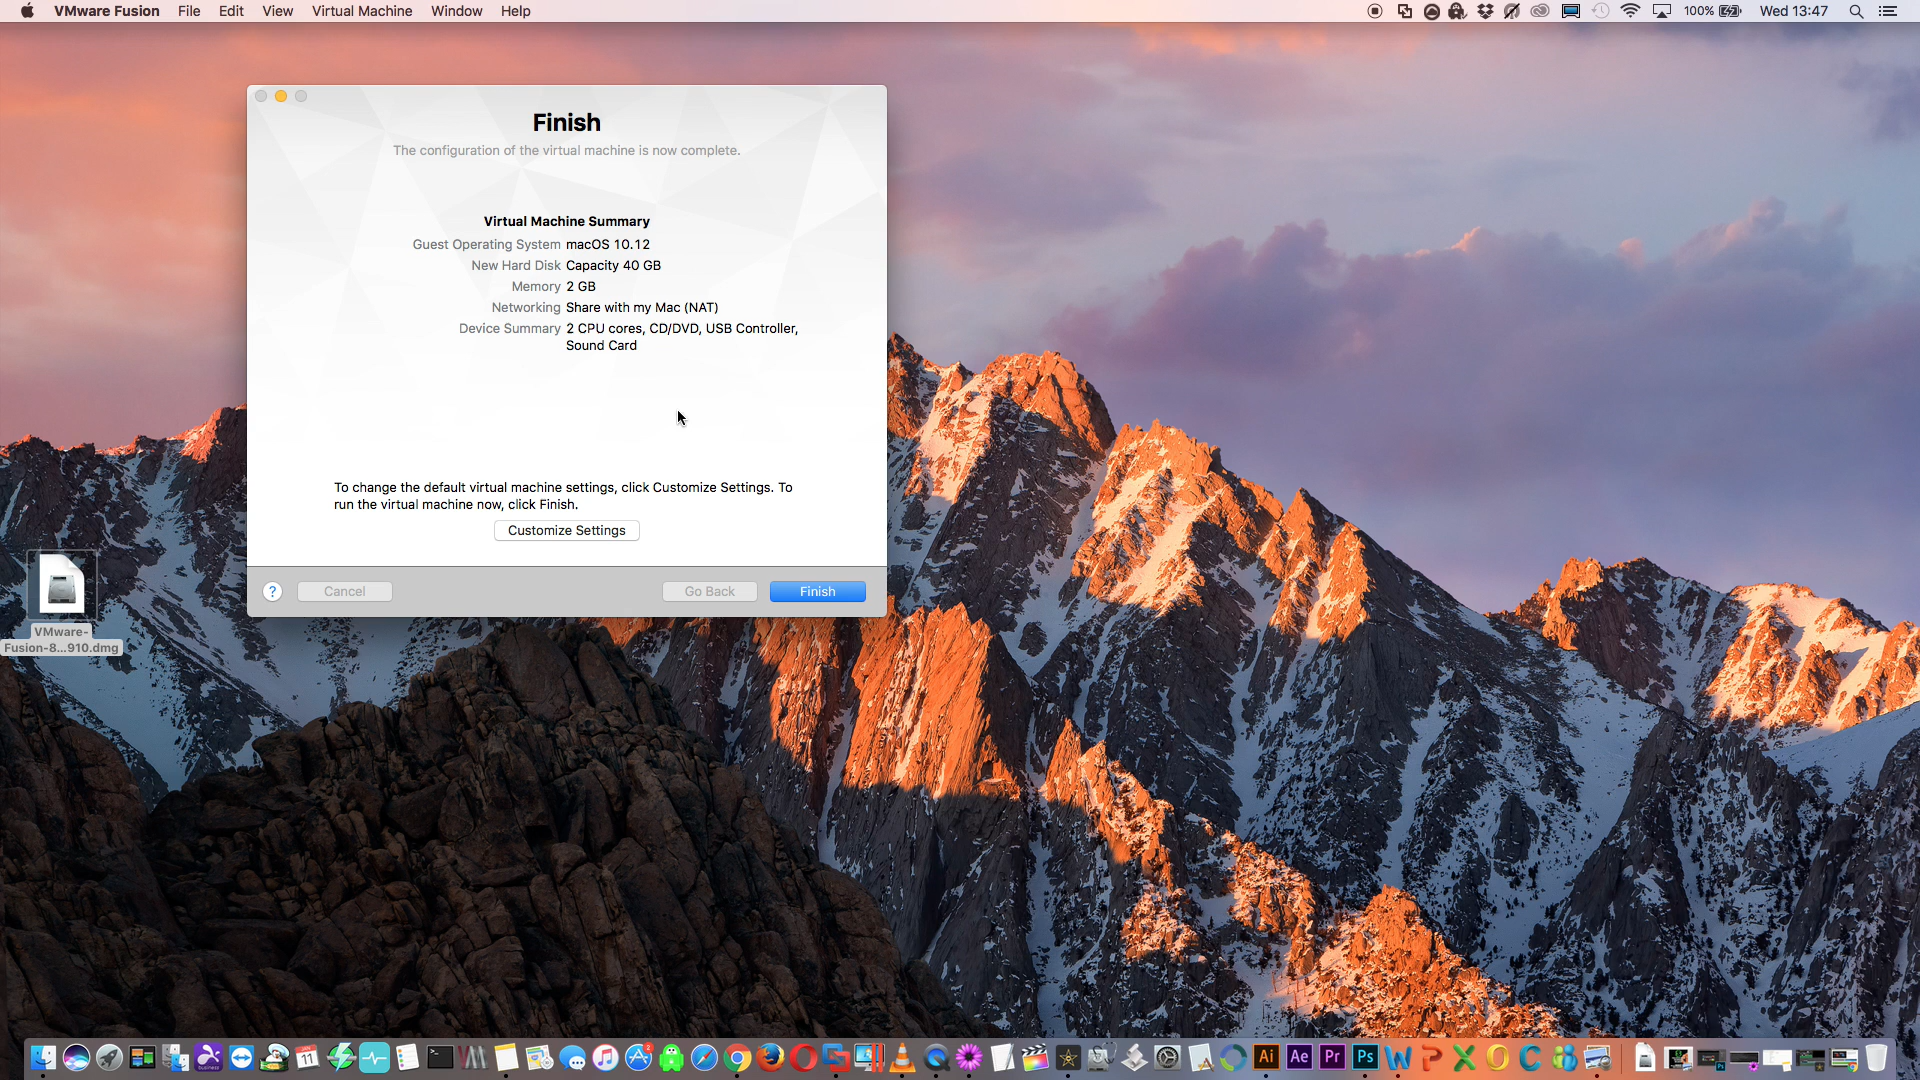 VMware Fusion File Edit View Virtual Machine Window Help 100% Wed 13:47
Finish
The configuration of the virtual machine is now complete.
Virtual Machine Summary
Guest Operating System macOS 10.12
New Hard Disk Capacity 40 GB
Memory 2 GB
Networking Share with my Mac (NAT)
Device Summary 2 CPU cores, CD/DVD, USB Controller,
Sound Card
To change the default virtual machine settings, click Customize Settings. To
run the virtual machine now, click Finish.
Customize Settings
? Cancel Go Back Finish
VMware-
Fusion-8...910.dmg
11 2 Ai Ae Pr Ps